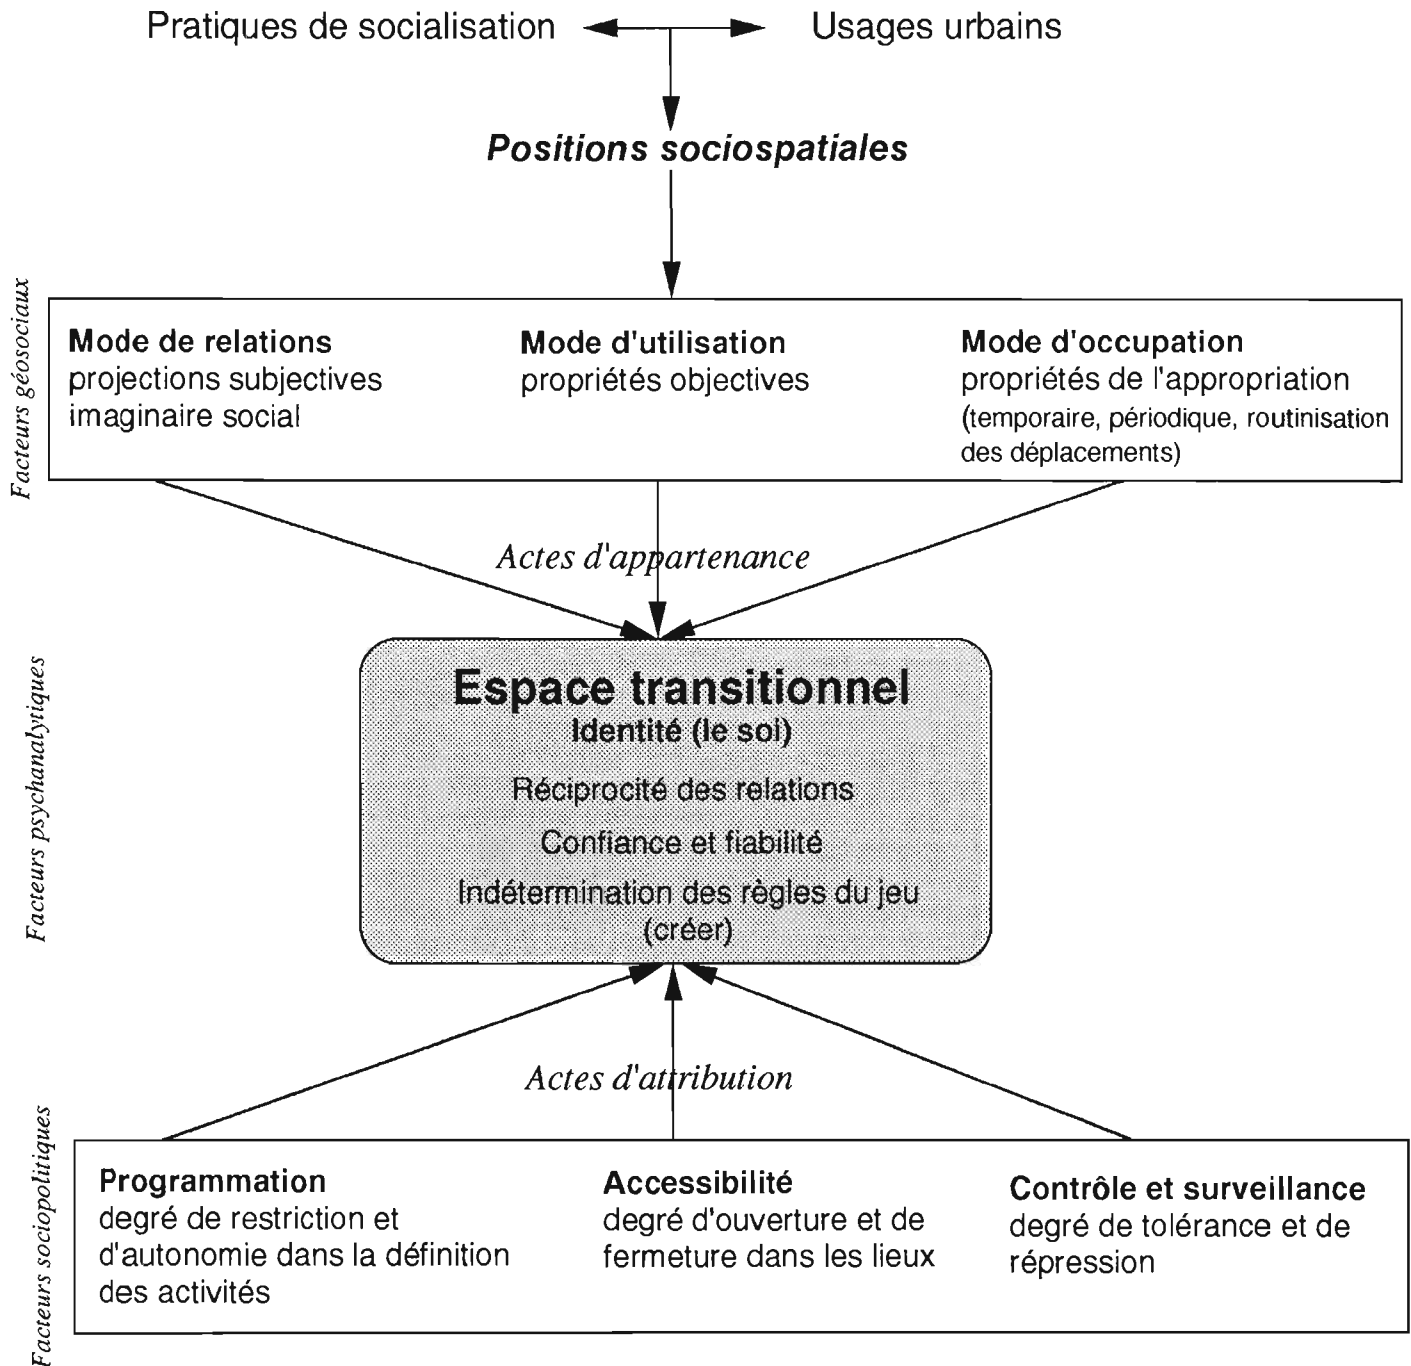 Pratiques de socialisation
Usages urbains
Positions sociospatiales
Facteurs géosociaux
Mode de relations
projections subjectives
imaginaire social
Mode d'utilisation
propriétés objectives
Mode d'occupation
propriétés de l'appropriation
(temporaire, périodique, routinisation
des déplacements)
Actes d'appartenance
Facteurs psychanalytiques
Espace transitionnel
Identité (le soi)
Réciprocité des relations
Confiance et fiabilité
Indétermination des règles du jeu
(créer)
Actes d'attribution
Facteurs sociopolitiques
Programmation
degré de restriction et
d'autonomie dans la définition
des activités
Accessibilité
degré d'ouverture et de
fermeture dans les lieux
Contrôle et surveillance
degré de tolérance et de
répression